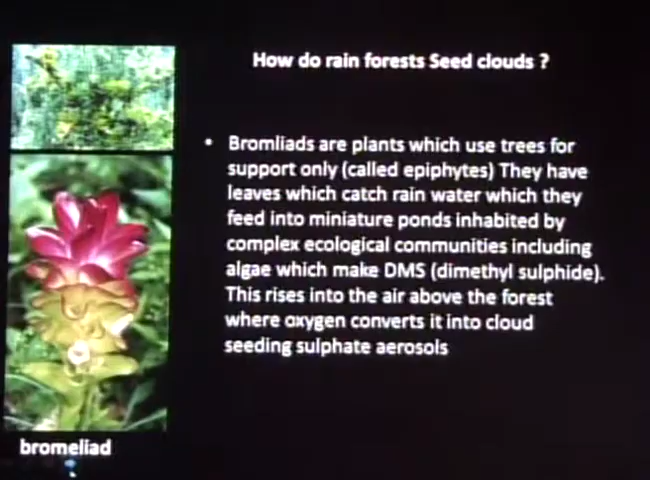 How do rain forests Seed clouds ?
• Bromliads are plants which use trees for
support only (called epiphytes) They have
leaves which catch rain water which they
feed into miniature ponds inhabited by
complex ecological communities including
algae which make DMS (dimethyl sulphide).
This rises into the air above the forest
where oxygen converts it into cloud
seeding sulphate aerosols
bromeliad